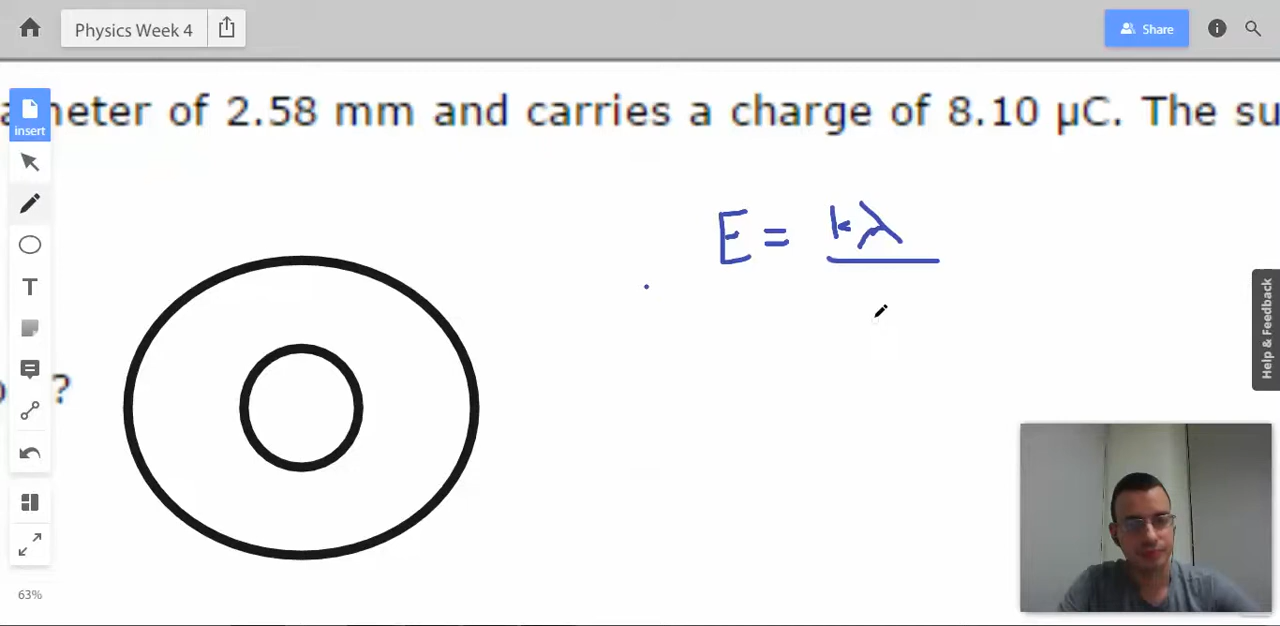 Physics Week 4
Share
insert
ameter of 2.58 mm and carries a charge of 8.10 μC. The su
E = kλ
?
63%
Help & Feedback